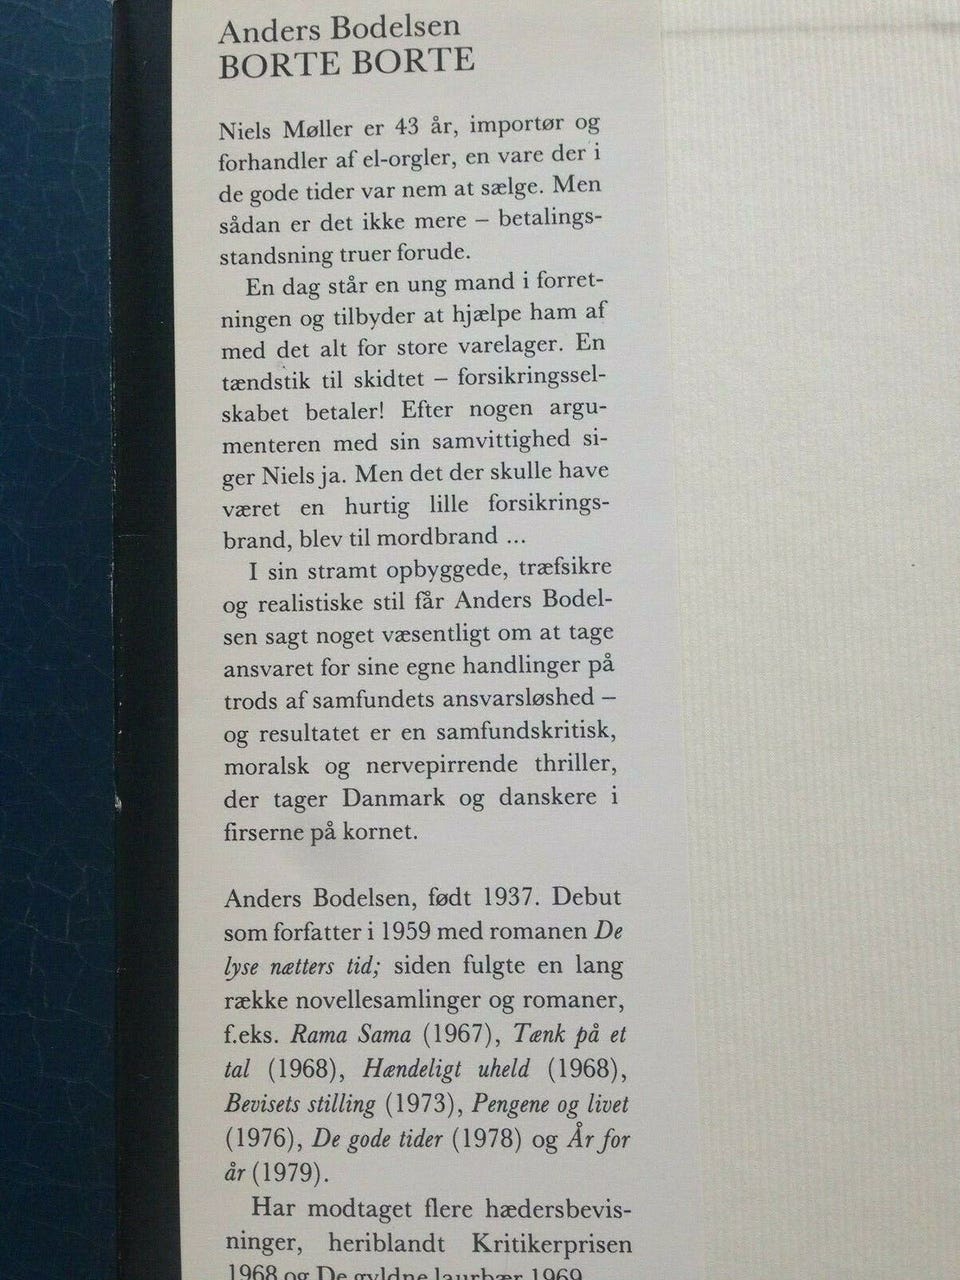 Anders Bodelsen
BORTE BORTE
Niels Møller er 43 år, importør og
forhandler af el-orgler, en vare der i
de gode tider var nem at sælge. Men
sådan er det ikke mere – betalings-
standsning truer forude.
En dag står en ung mand i forret-
ningen og tilbyder at hjælpe ham af
med det alt for store varelager. En
tændstik til skidtet – forsikringssel-
skabet betaler! Efter nogen argu-
menteren med sin samvittighed si-
ger Niels ja. Men det der skulle have
været en hurtig lille forsikrings-
brand, blev til mordbrand ...
I sin stramt opbyggede, træfsikre
og realistiske stil får Anders Bodel-
sen sagt noget væsentligt om at tage
ansvaret for sine egne handlinger på
trods af samfundets ansvarsløshed –
og resultatet er en samfundskritisk,
moralsk og nervepirrende thriller,
der tager Danmark og danskere i
firserne på kornet.
Anders Bodelsen, født 1937. Debut
som forfatter i 1959 med romanen De
lyse nætters tid; siden fulgte en lang
række novellesamlinger og romaner,
f.eks. Rama Sama (1967), Tænk på et
tal (1968), Hændeligt uheld (1968),
Bevisets stilling (1973), Pengene og livet
(1976), De gode tider (1978) og År for
år (1979).
Har modtaget flere hædersbevis-
ninger, heriblandt Kritikerprisen
1968 og De gyldne laurbær 1969